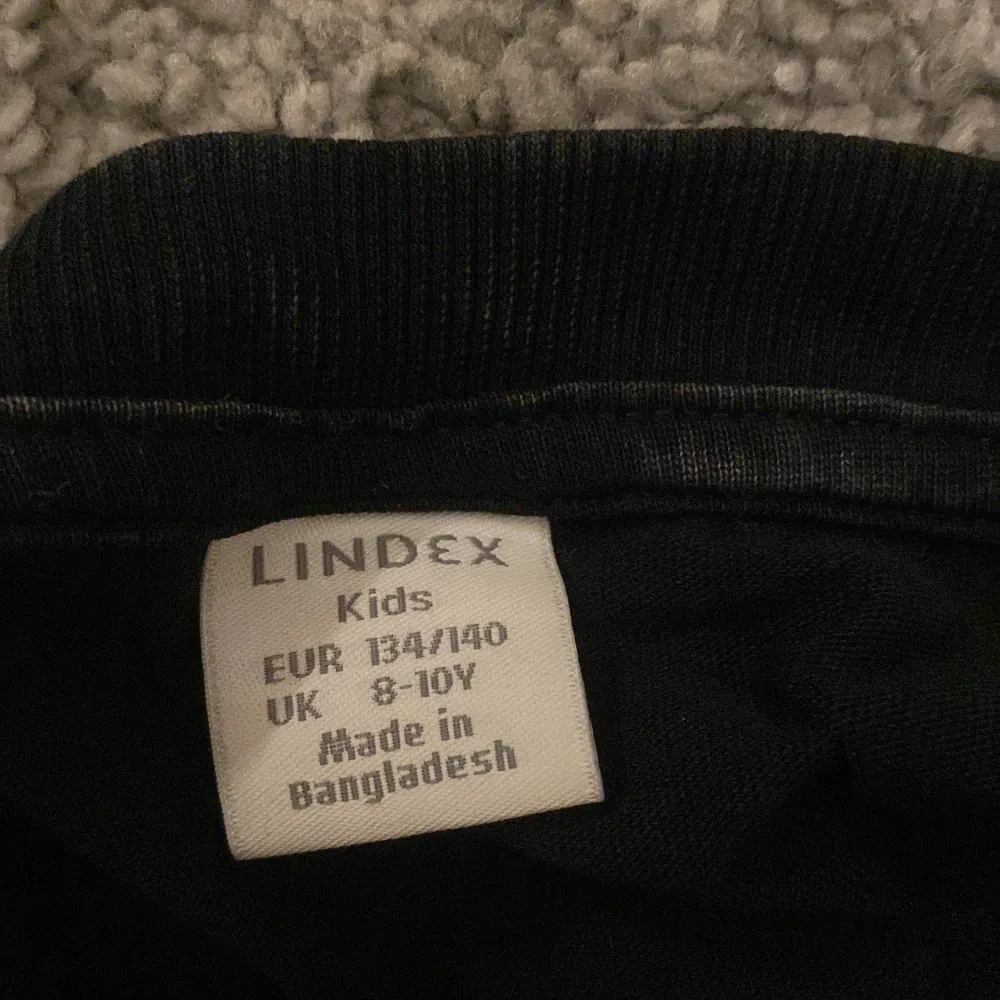 LINDEX
Kids
EUR 134/140
UK 8-10Y
Made in
Bangladesh